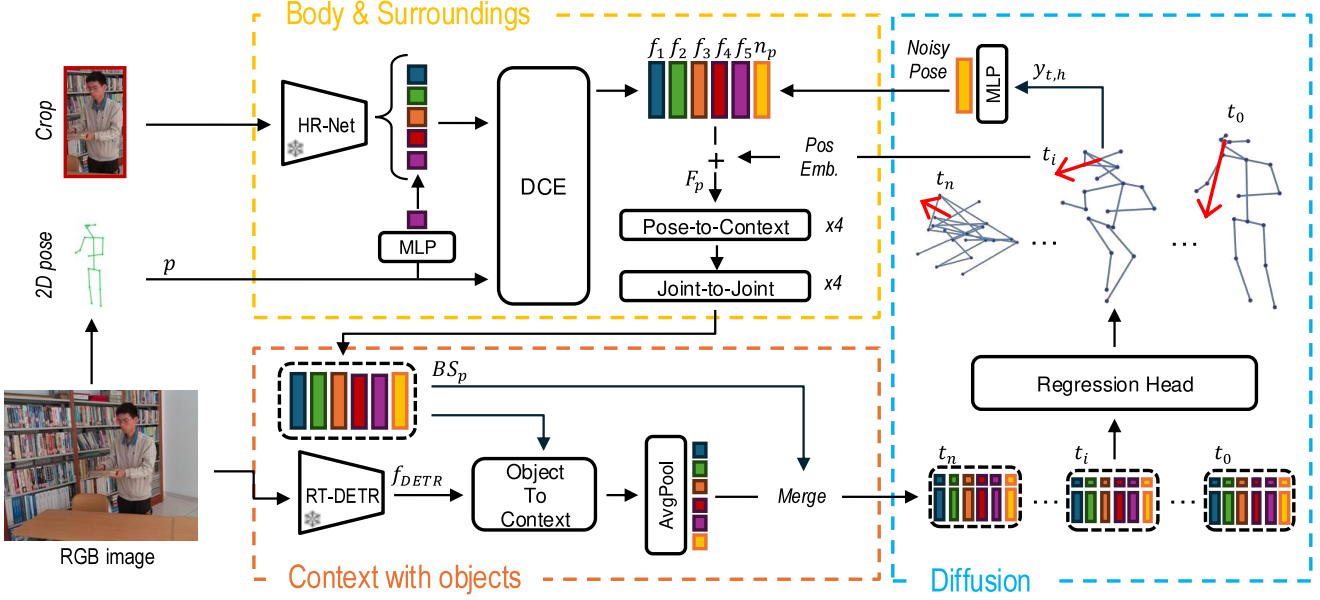 Body & Surroundings
Crop
HR-Net
DCE
f₁ f₂ f₃ f₄ f₅ nₚ
Noisy
Pose
MLP
yₜ,ₕ
t₀
tᵢ
tₙ
...
...
+
Pos
Emb.
Fₚ
Pose-to-Context
x4
Joint-to-Joint
x4
2D pose
p
MLP
RGB image
BSₚ
RT-DETR
f_DETR
Object
To
Context
AvgPool
Merge
Context with objects
Regression Head
tₙ
tᵢ
t₀
...
...
Diffusion